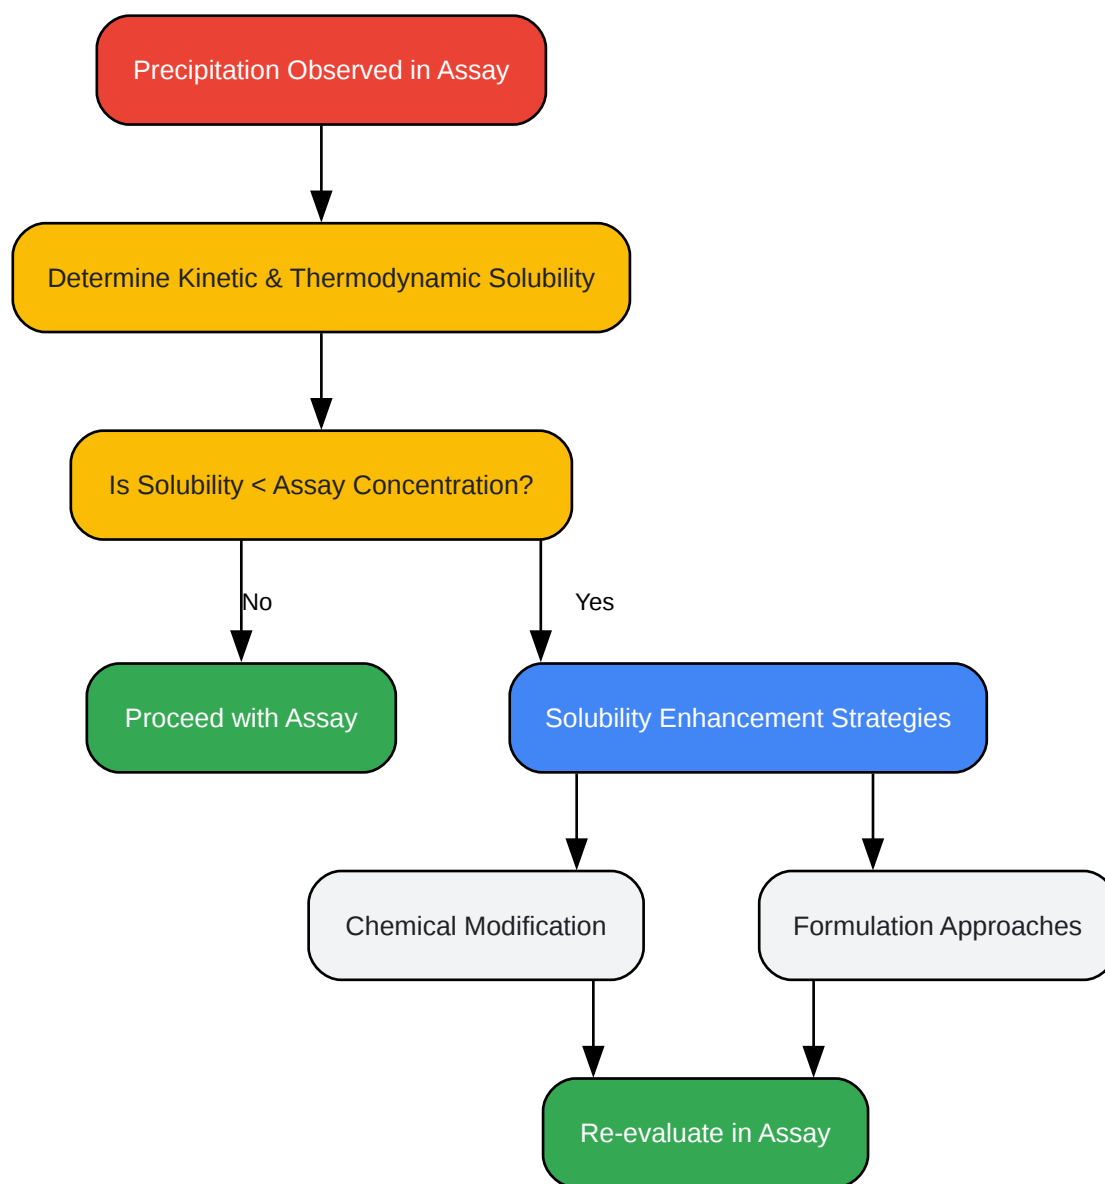 Precipitation Observed in Assay
Determine Kinetic & Thermodynamic Solubility
Is Solubility < Assay Concentration?
No
Yes
Proceed with Assay
Solubility Enhancement Strategies
Chemical Modification
Formulation Approaches
Re-evaluate in Assay